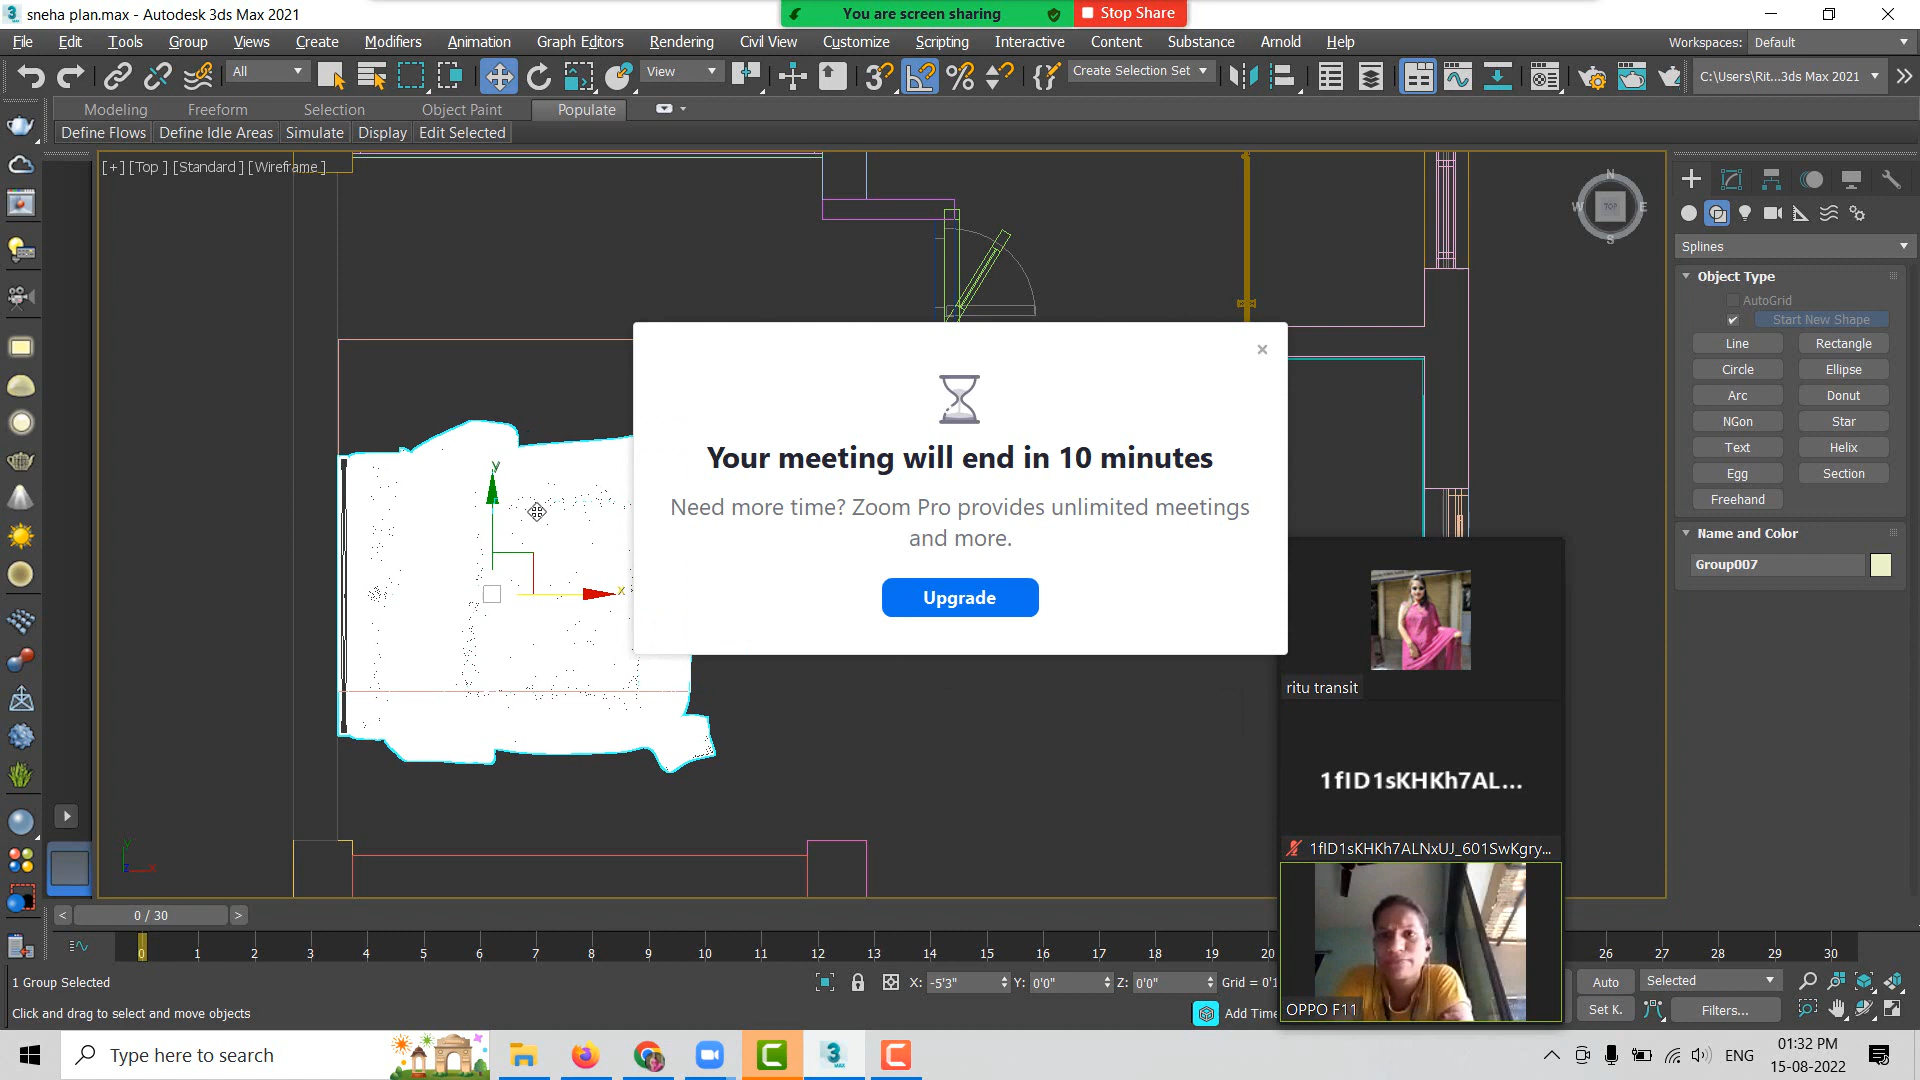 sneha plan.max - Autodesk 3ds Max 2021
You are screen sharing
Stop Share
File Edit Tools Group Views Create Modifiers Animation Graph Editors Rendering Civil View Customize Scripting Interactive Content Substance Arnold Help
Workspaces: Default
All
View
Create Selection Set
C:\Users\Rit...3ds Max 2021
Modeling Freeform Selection Object Paint Populate
Define Flows Define Idle Areas Simulate Display Edit Selected
[+] [Top ] [Standard ] [Wireframe ]
N
W TOP E
S
Splines
Object Type
AutoGrid
Start New Shape
Line Rectangle
Circle Ellipse
Arc Donut
NGon Star
Text Helix
Egg Section
Freehand
Name and Color
Group007
y
x
Your meeting will end in 10 minutes
Need more time? Zoom Pro provides unlimited meetings
and more.
Upgrade
ritu transit
1fID1sKHKh7AL...
1fID1sKHKh7ALNxUJ_601SwKgry...
OPPO F11
< 0 / 30 >
0 1 2 3 4 5 6 7 8 9 10 11 12 13 14 15 16 17 18 19 20 26 27 28 29 30
1 Group Selected
X: -5'3" Y: 0'0" Z: 0'0" Grid = 0'1
Auto Selected
Click and drag to select and move objects
Add Time
Set K. Filters...
Type here to search
3
MAX
ENG
01:32 PM
15-08-2022